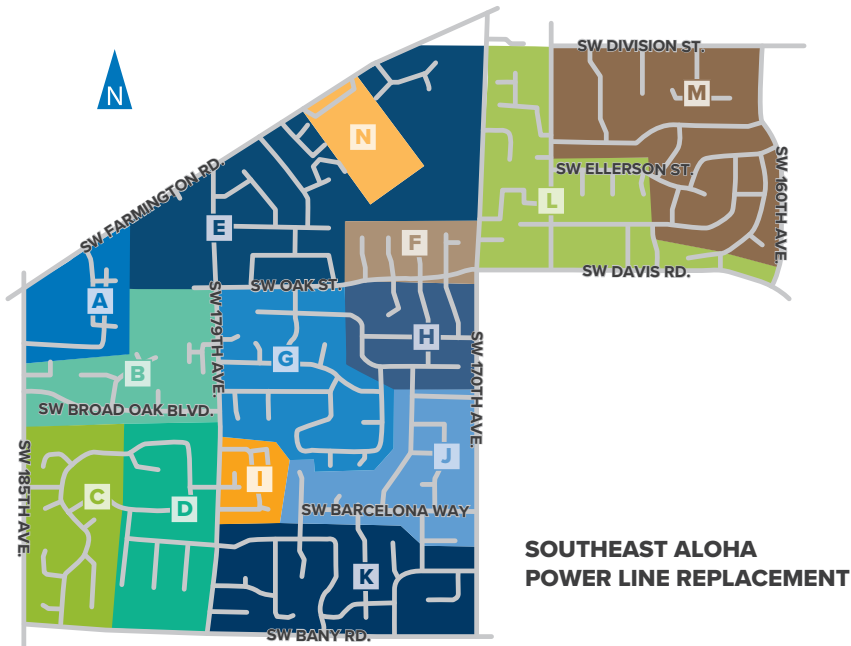 SW DIVISION ST.
N
M
N
SW FARMINGTON RD.
SW ELLERSON ST.
SW 160TH AVE.
L
E
F
SW DAVIS RD.
SW OAK ST.
A
SW 179TH AVE.
H
SW 170TH AVE.
G
B
SW BROAD OAK BLVD.
SW 185TH AVE.
J
I
C
D
SW BARCELONA WAY
SOUTHEAST ALOHA
POWER LINE REPLACEMENT
K
SW BANY RD.